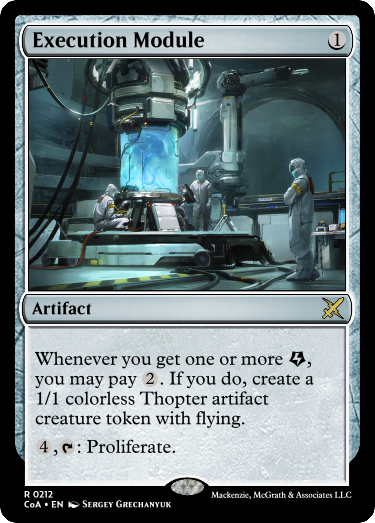 Execution Module 1
Artifact
Whenever you get one or more ,
you may pay 2. If you do, create a
1/1 colorless Thopter artifact
creature token with flying.
4, : Proliferate.
R 0212
CoA • EN Sergey Grechanyuk
Mackenzie, McGrath & Associates LLC